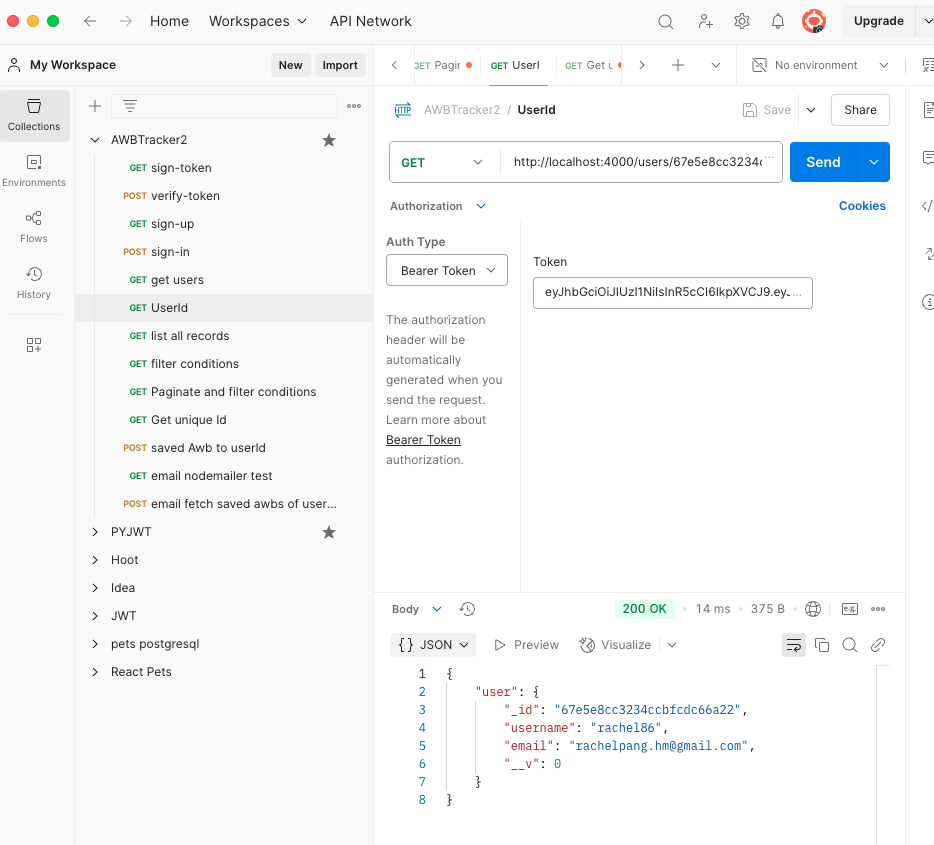 Home Workspaces API Network Upgrade
My Workspace New Import GET Pagin GET UserI GET Get u No environment
Collections
Environments
Flows
History
AWBTracker2
GET sign-token
POST verify-token
GET sign-up
POST sign-in
GET get users
GET UserId
GET list all records
GET filter conditions
GET Paginate and filter conditions
GET Get unique Id
POST saved Awb to userId
GET email nodemailer test
POST email fetch saved awbs of user...
PYJWT
Hoot
Idea
JWT
pets postgresql
React Pets
HTTP AWBTracker2 / UserId Save Share
GET http://localhost:4000/users/67e5e8cc3234c... Send
Authorization Cookies
Auth Type
Bearer Token
The authorization
header will be
automatically
generated when you
send the request.
Learn more about
Bearer Token
authorization.
Token
eyJhbGciOiJIUzI1NiIsInR5cCI6IkpXVCJ9.ey...
Body 200 OK • 14 ms • 375 B • e.g. 
{} JSON Preview Visualize
1 {
2 "user": {
3 "_id": "67e5e8cc3234ccbfcdc66a22",
4 "username": "rachel86",
5 "email": "rachelpang.hm@gmail.com",
6 "__v": 0
7 }
8 }